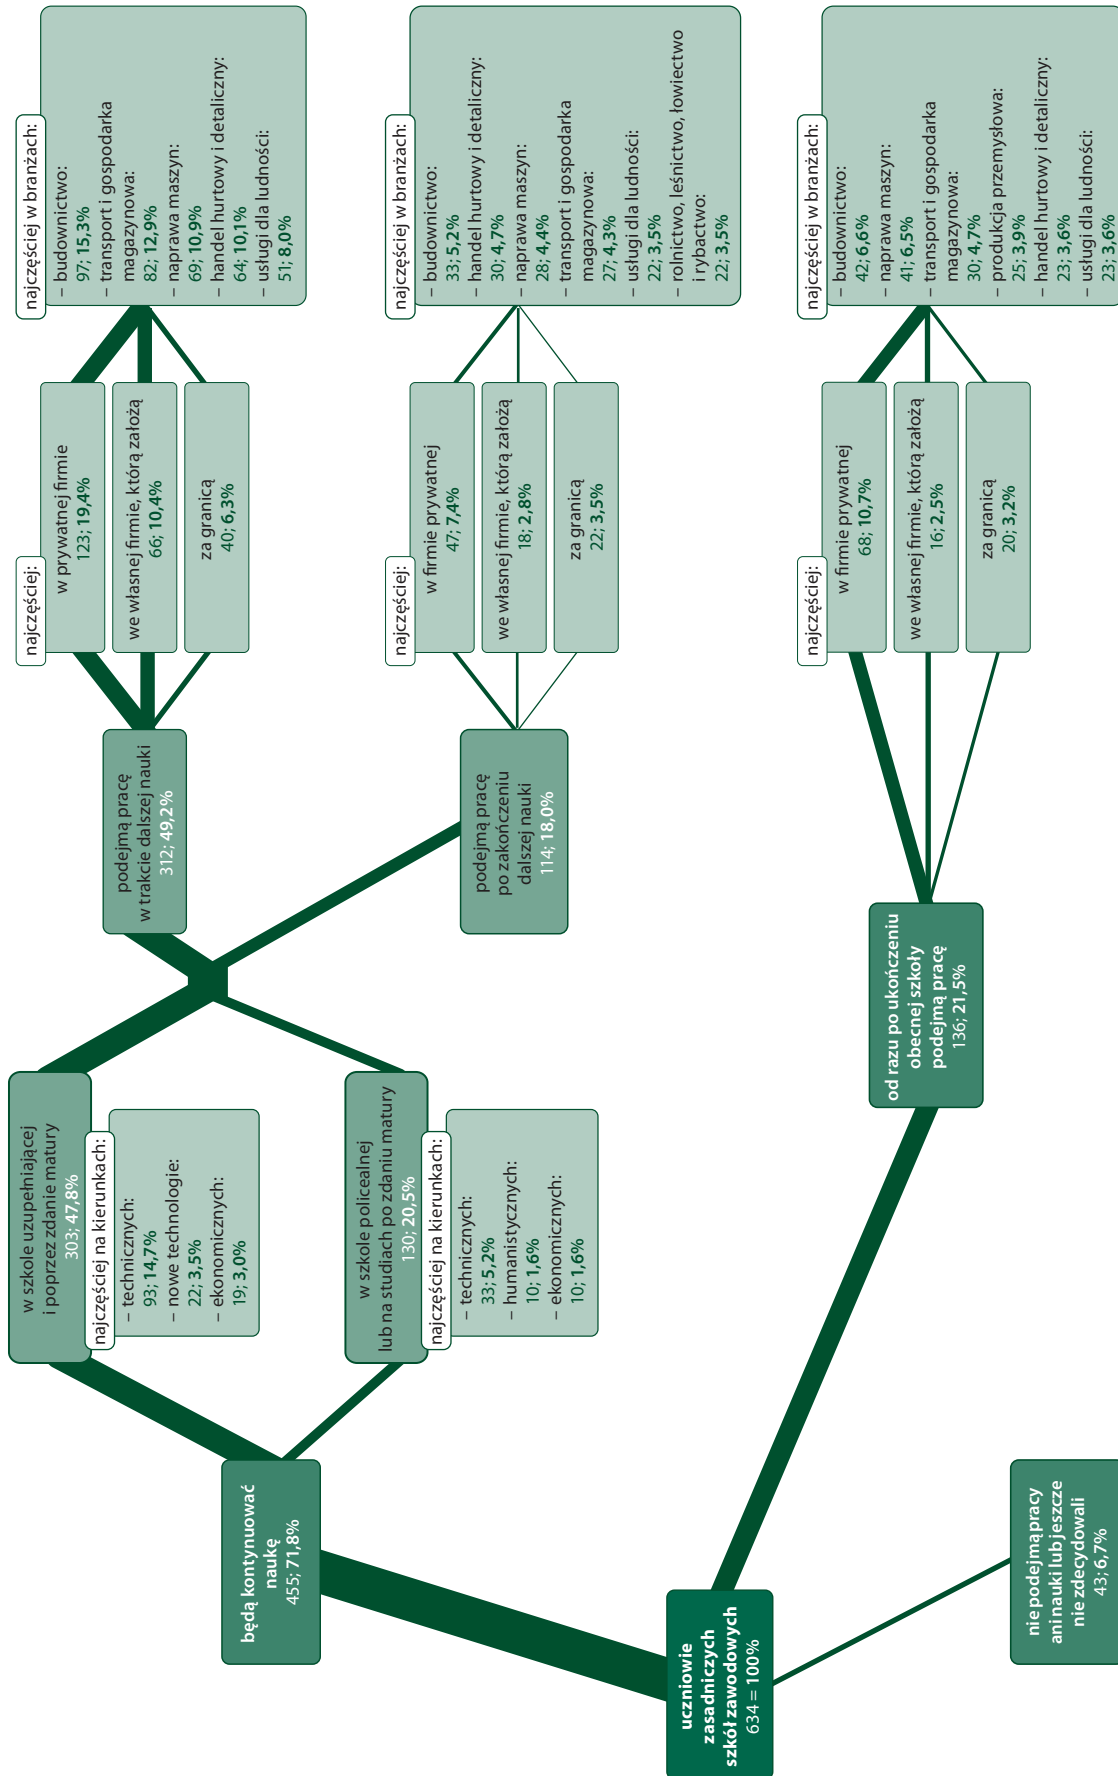 uczniowie
zasadniczych
szkół zawodowych
634 = 100%
będą kontynuować
naukę
455; 71,8%
w szkole uzupełniającej
i poprzez zdanie matury
303; 47,8%
najczęściej na kierunkach:
– technicznych:
93; 14,7%
– nowe technologie:
22; 3,5%
– ekonomicznych:
19; 3,0%
w szkole policealnej
lub na studiach po zdaniu matury
130; 20,5%
najczęściej na kierunkach:
– technicznych:
33; 5,2%
– humanistycznych:
10; 1,6%
– ekonomicznych:
10; 1,6%
podejmą pracę
w trakcie dalszej nauki
312; 49,2%
najczęściej:
w prywatnej firmie
123; 19,4%
we własnej firmie, którą założą
66; 10,4%
za granicą
40; 6,3%
najczęściej w branżach:
– budownictwo:
97; 15,3%
– transport i gospodarka
magazynowa:
82; 12,9%
– naprawa maszyn:
69; 10,9%
– handel hurtowy i detaliczny:
64; 10,1%
– usługi dla ludności:
51; 8,0%
podejmą pracę
po zakończeniu
dalszej nauki
114; 18,0%
najczęściej:
w firmie prywatnej
47; 7,4%
we własnej firmie, którą założą
18; 2,8%
za granicą
22; 3,5%
najczęściej w branżach:
– budownictwo:
33; 5,2%
– handel hurtowy i detaliczny:
30; 4,7%
– naprawa maszyn:
28; 4,4%
– transport i gospodarka
magazynowa:
27; 4,3%
– usługi dla ludności:
22; 3,5%
– rolnictwo, leśnictwo, łowiectwo
i rybactwo:
22; 3,5%
od razu po ukończeniu
obecnej szkoły
podejmą pracę
136; 21,5%
najczęściej:
w firmie prywatnej
68; 10,7%
we własnej firmie, którą założą
16; 2,5%
za granicą
20; 3,2%
najczęściej w branżach:
– budownictwo:
42; 6,6%
– naprawa maszyn:
41; 6,5%
– transport i gospodarka
magazynowa:
30; 4,7%
– produkcja przemysłowa:
25; 3,9%
– handel hurtowy i detaliczny:
23; 3,6%
– usługi dla ludności:
23; 3,6%
nie podejmą pracy
ani nauki lub jeszcze
nie zdecydowali
43; 6,7%